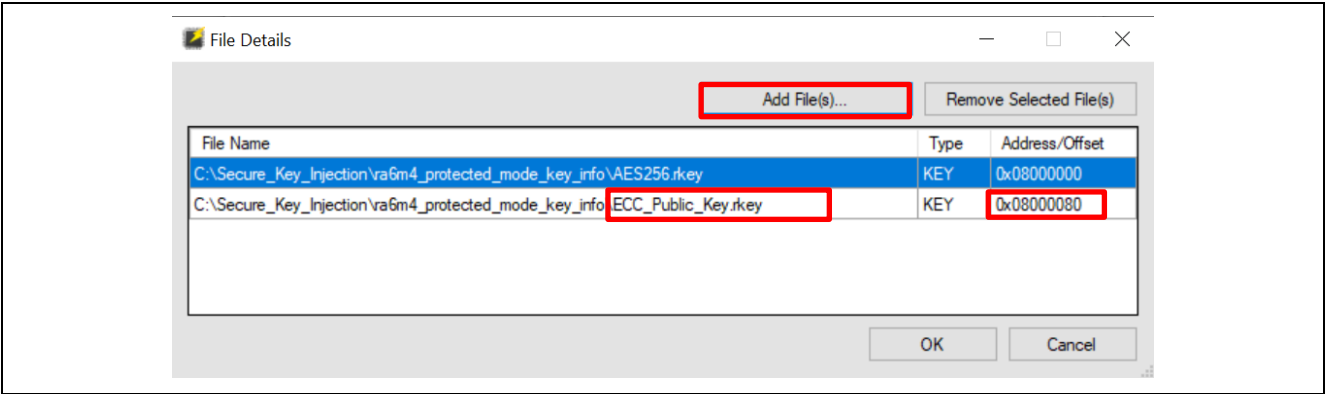 File Details
Add File(s)...
Remove Selected File(s)
File Name Type Address/Offset
C:\Secure_Key_Injection\ra6m4_protected_mode_key_info\AES256.rkey KEY 0x08000000
C:\Secure_Key_Injection\ra6m4_protected_mode_key_info\ECC_Public_Key.rkey KEY 0x08000080
OK
Cancel